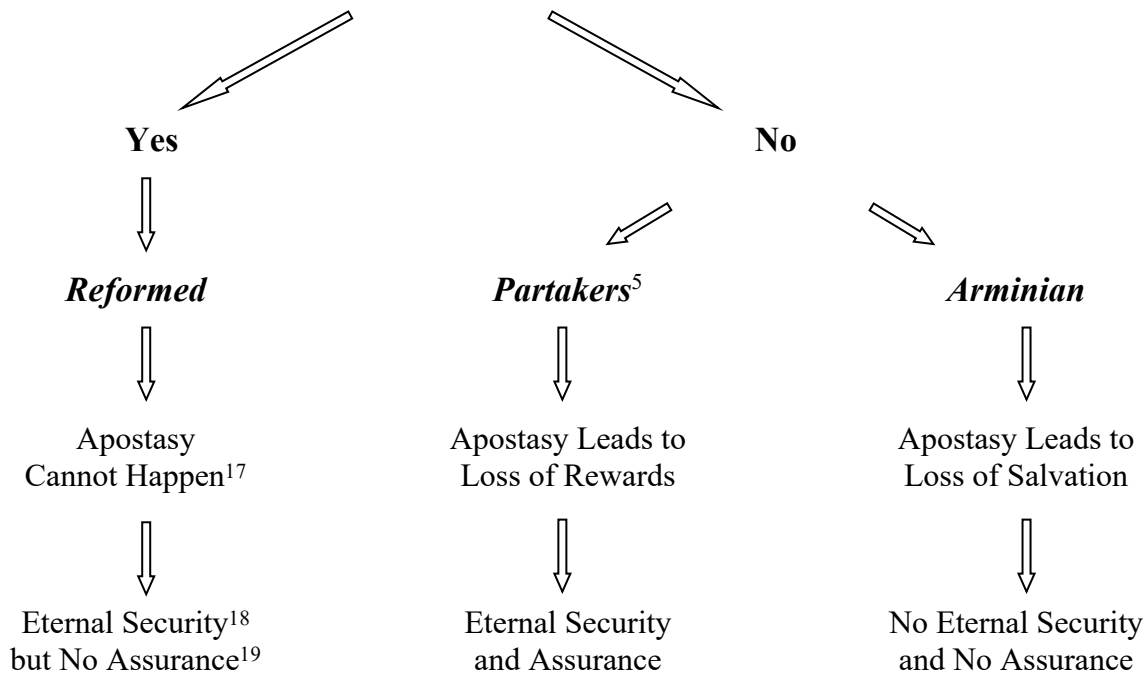 Yes
No
Reformed
Partakers⁵
Arminian
Apostasy
Cannot Happen¹⁷
Apostasy Leads to
Loss of Rewards
Apostasy Leads to
Loss of Salvation
Eternal Security¹⁸
but No Assurance¹⁹
Eternal Security
and Assurance
No Eternal Security
and No Assurance